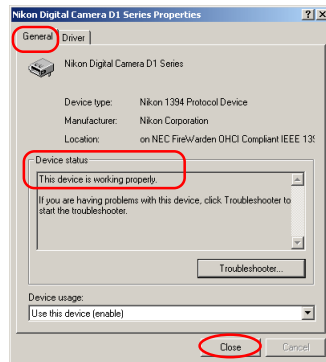 Nikon Digital Camera D1 Series Properties
General Driver
Nikon Digital Camera D1 Series
Device type: Nikon 1394 Protocol Device
Manufacturer: Nikon Corporation
Location: on NEC FireWarden OHCI Compliant IEEE 139
Device status
This device is working properly.
If you are having problems with this device, click Troubleshooter to
start the troubleshooter.
Troubleshooter...
Device usage:
Use this device (enable)
Close Cancel